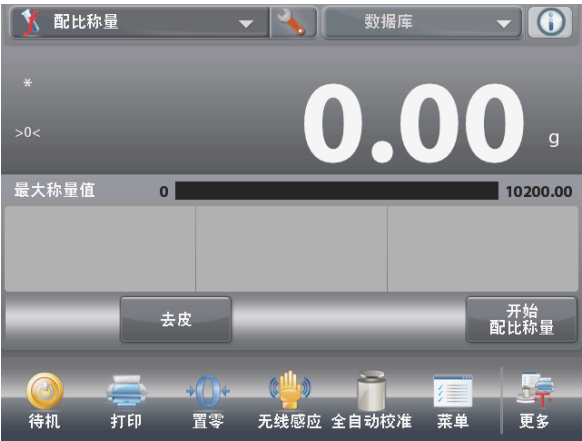 配比称量
数据库
*
>0<
0.00 g
最大称量值 0 10200.00
去皮
开始
配比称量
待机 打印 置零 无线感应 全自动校准 菜单 更多